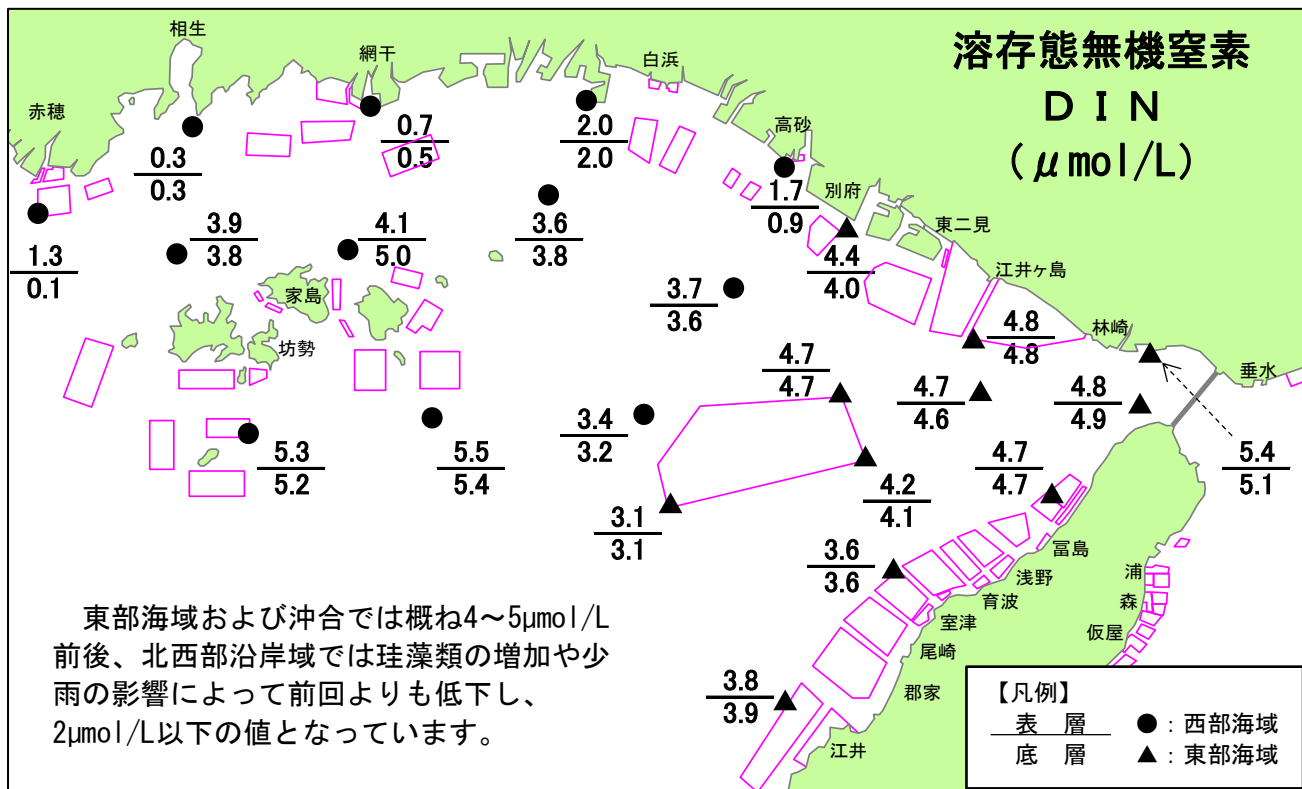 溶存態無機窒素
DIN
(μmol/L)
相生
網干
白浜
赤穂
高砂
別府
東二見
江井ヶ島
林崎
垂水
家島
坊勢
0.3
0.3
0.7
0.5
2.0
2.0
1.7
0.9
1.3
0.1
3.9
3.8
4.1
5.0
3.6
3.8
4.4
4.0
3.7
3.6
4.8
4.8
4.7
4.7
4.7
4.6
4.8
4.9
3.4
3.2
5.3
5.2
5.5
5.4
4.7
4.7
5.4
5.1
4.2
4.1
3.1
3.1
3.6
3.6
3.8
3.9
冨島
浅野
育波
室津
尾崎
郡家
江井
浦
森
仮屋
東部海域および沖合では概ね4～5μmol/L
前後、北西部沿岸域では珪藻類の増加や少
雨の影響によって前回よりも低下し、
2μmol/L以下の値となっています。
【凡例】
表 層 ●：西部海域
底 層 ▲：東部海域